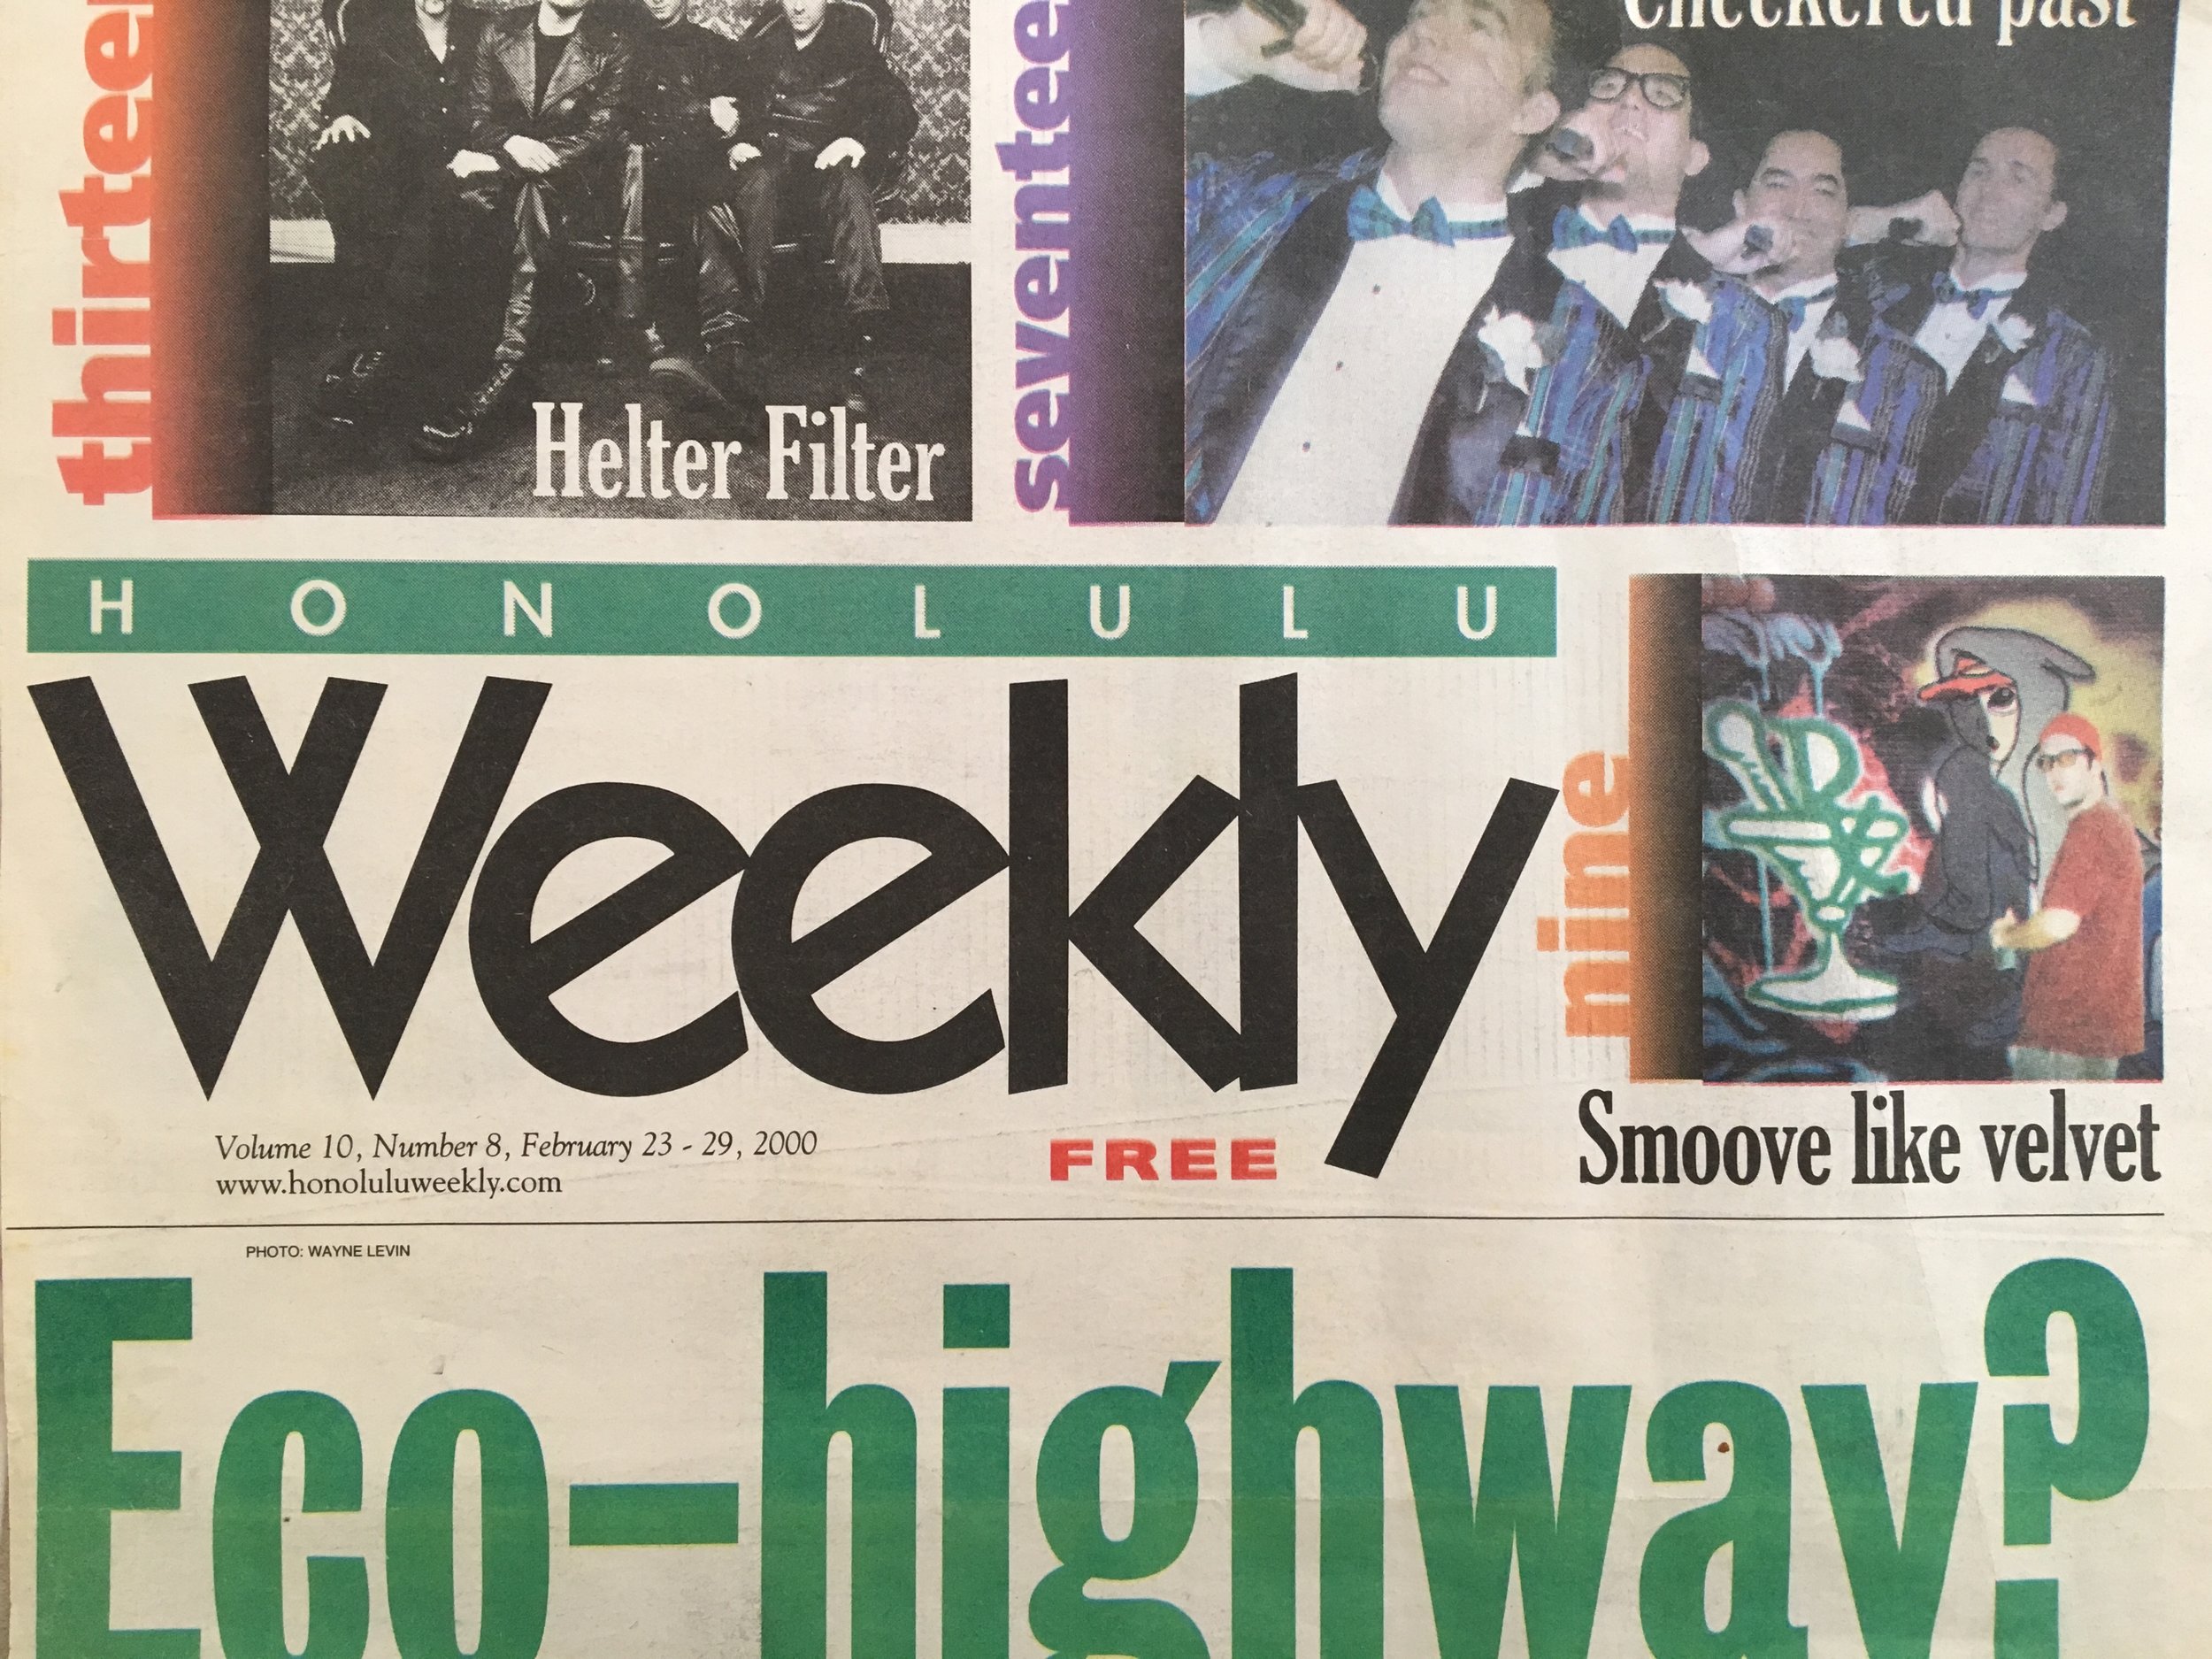 checkered past
thirteen
Helter Filter
seventeen
HONOLULU
Weekly
nine
Smoove like velvet
Volume 10, Number 8, February 23 - 29, 2000
www.honoluluweekly.com
FREE
PHOTO: WAYNE LEVIN
Eco-highway?